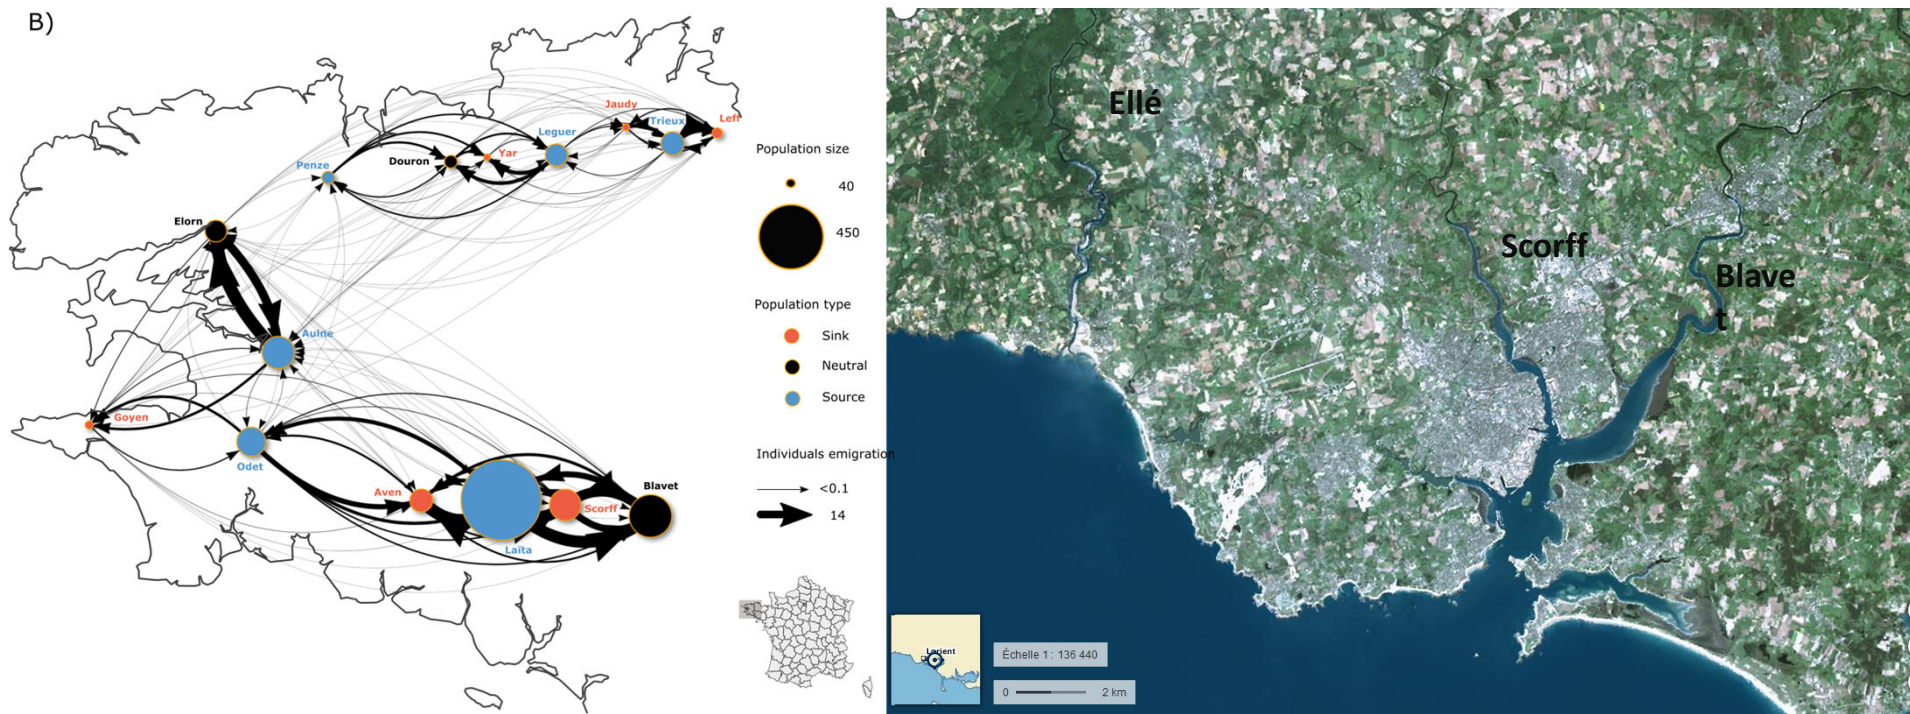 B)
Jaudy
Trieux
Leff
Leguer
Yar
Douron
Penze
Elorn
Aulne
Goyen
Odet
Aven
Laïta
Scorff
Blavet
Population size
40
450
Population type
Sink
Neutral
Source
Individuals emigration
<0.1
14
Ellé
Scorff
Blave
t
Lorient
Échelle 1 : 136 440
0 2 km